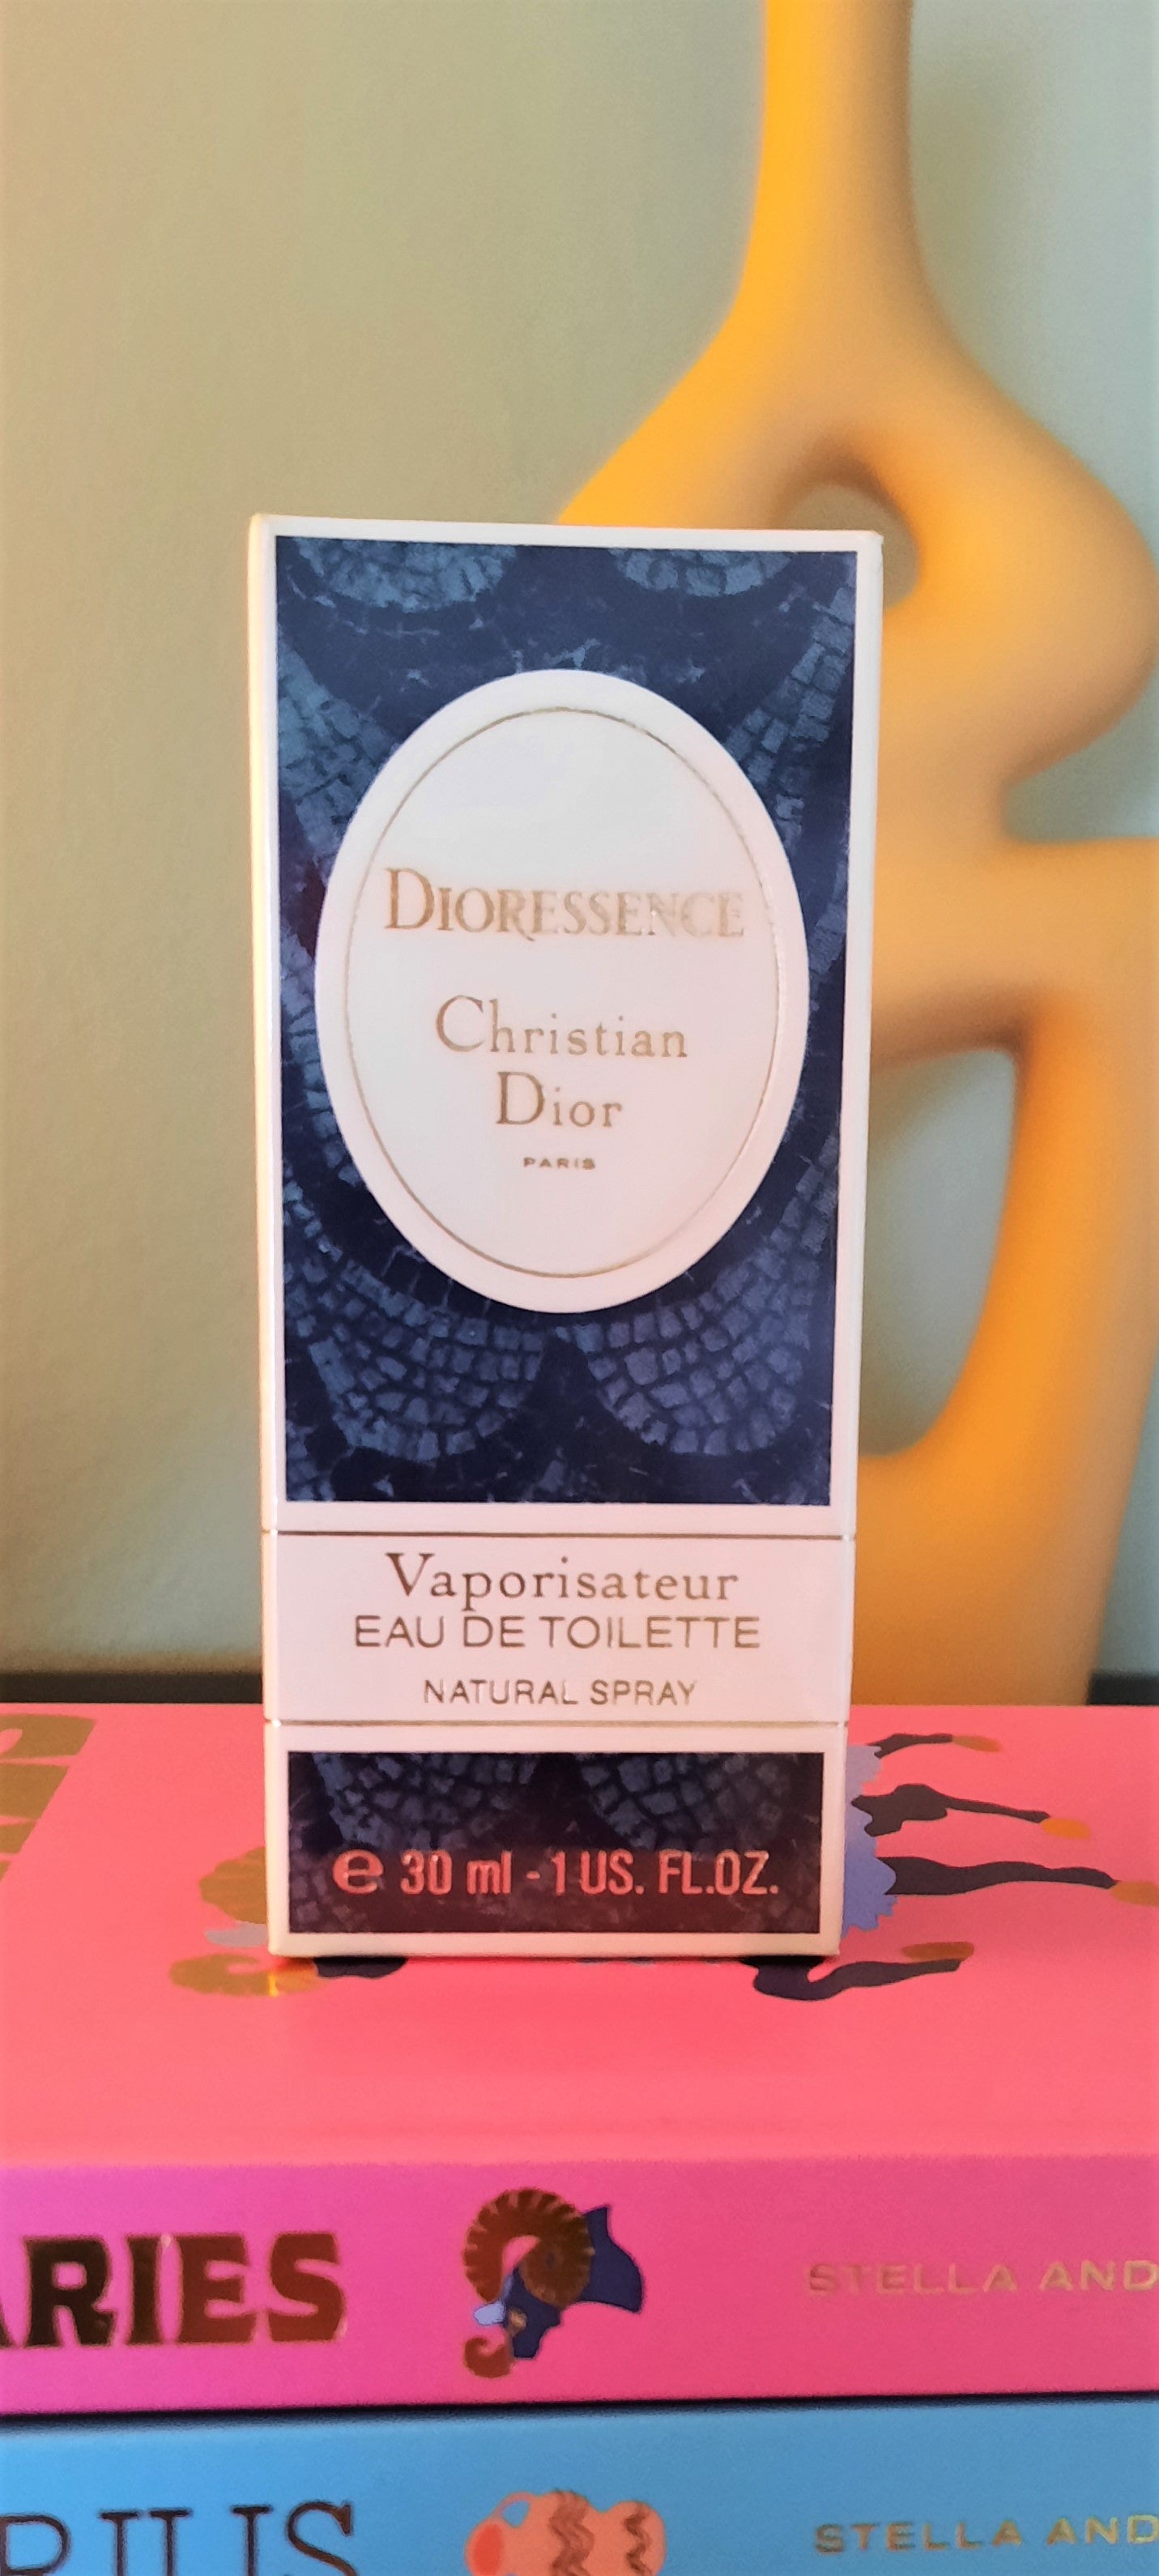 DIORESSENCE
Christian
Dior
PARIS
Vaporisateur
EAU DE TOILETTE
NATURAL SPRAY
e 30 ml - 1 US. FL.OZ.
ARIES STELLA AND
RIUS STELLA AND